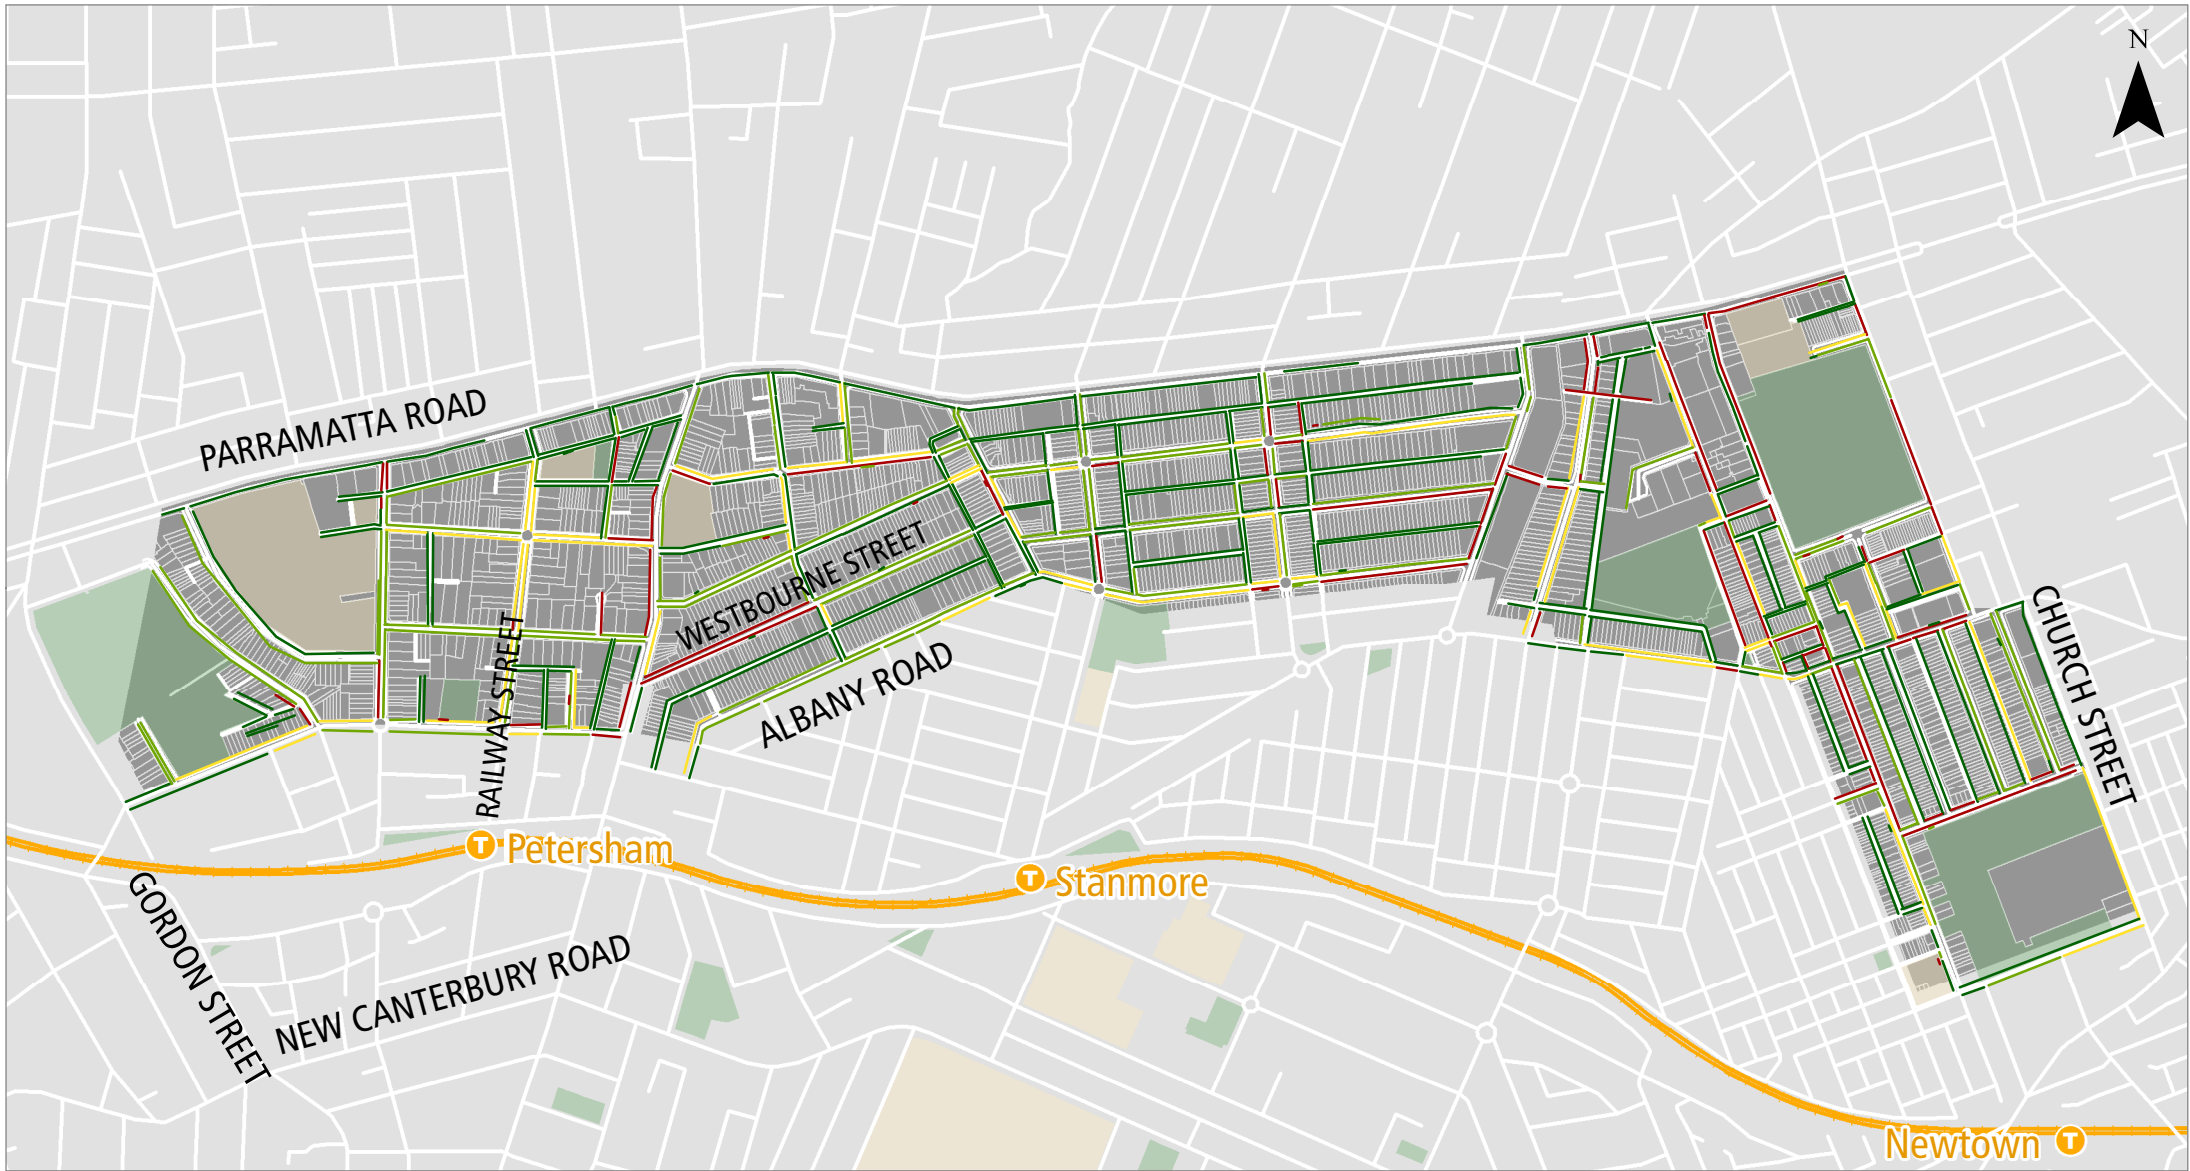 N
PARRAMATTA ROAD
WESTBOURNE STREET
CHURCH STREET
ALBANY ROAD
RAILWAY STREET
T Petersham
T Stanmore
GORDON STREET
NEW CANTERBURY ROAD
Newtown T